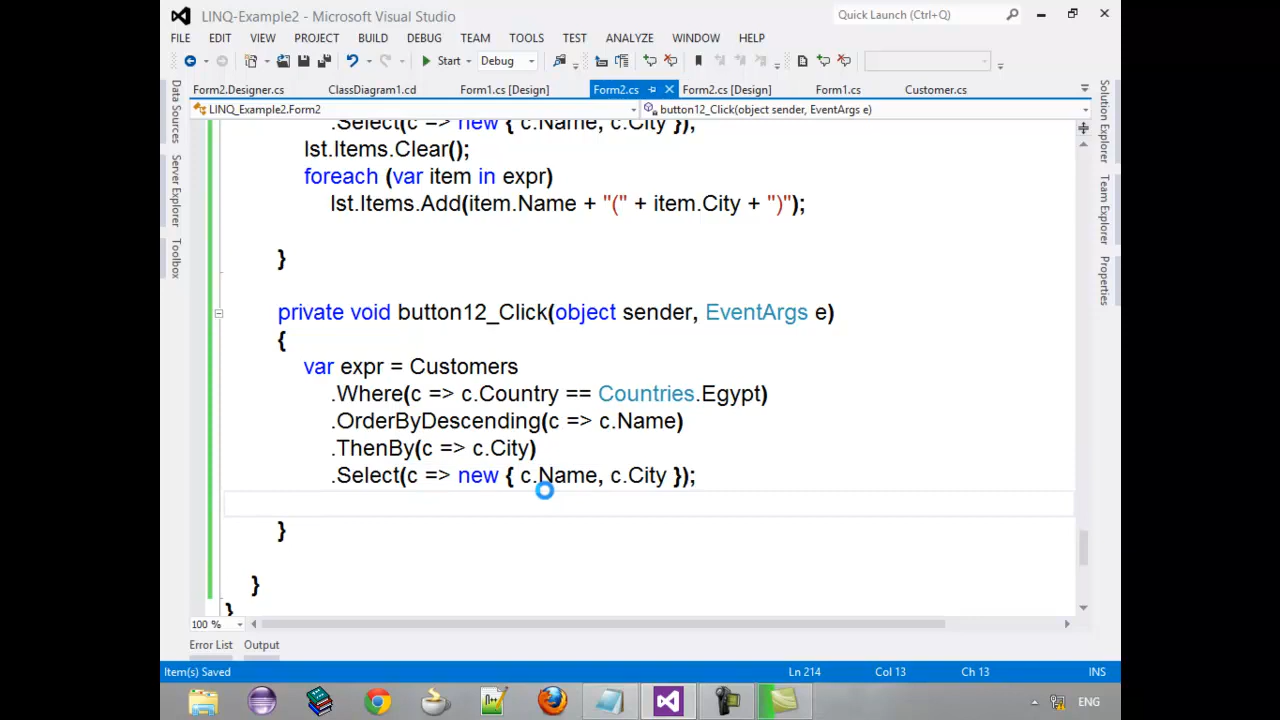 LINQ-Example2 - Microsoft Visual Studio
Quick Launch (Ctrl+Q)
FILE EDIT VIEW PROJECT BUILD DEBUG TEAM TOOLS TEST ANALYZE WINDOW HELP
Start Debug
Form2.Designer.cs ClassDiagram1.cd Form1.cs [Design] Form2.cs Form2.cs [Design] Form1.cs Customer.cs
LINQ_Example2.Form2 button12_Click(object sender, EventArgs e)
Data Sources
Server Explorer
Toolbox
.Select(c => new { c.Name, c.City });
lst.Items.Clear();
foreach (var item in expr)
lst.Items.Add(item.Name + "(" + item.City + ")");
}
private void button12_Click(object sender, EventArgs e)
{
var expr = Customers
.Where(c => c.Country == Countries.Egypt)
.OrderByDescending(c => c.Name)
.ThenBy(c => c.City)
.Select(c => new { c.Name, c.City });
}
}
}
Solution Explorer
Team Explorer
Properties
100 %
Error List Output
Item(s) Saved Ln 214 Col 13 Ch 13 INS
ENG